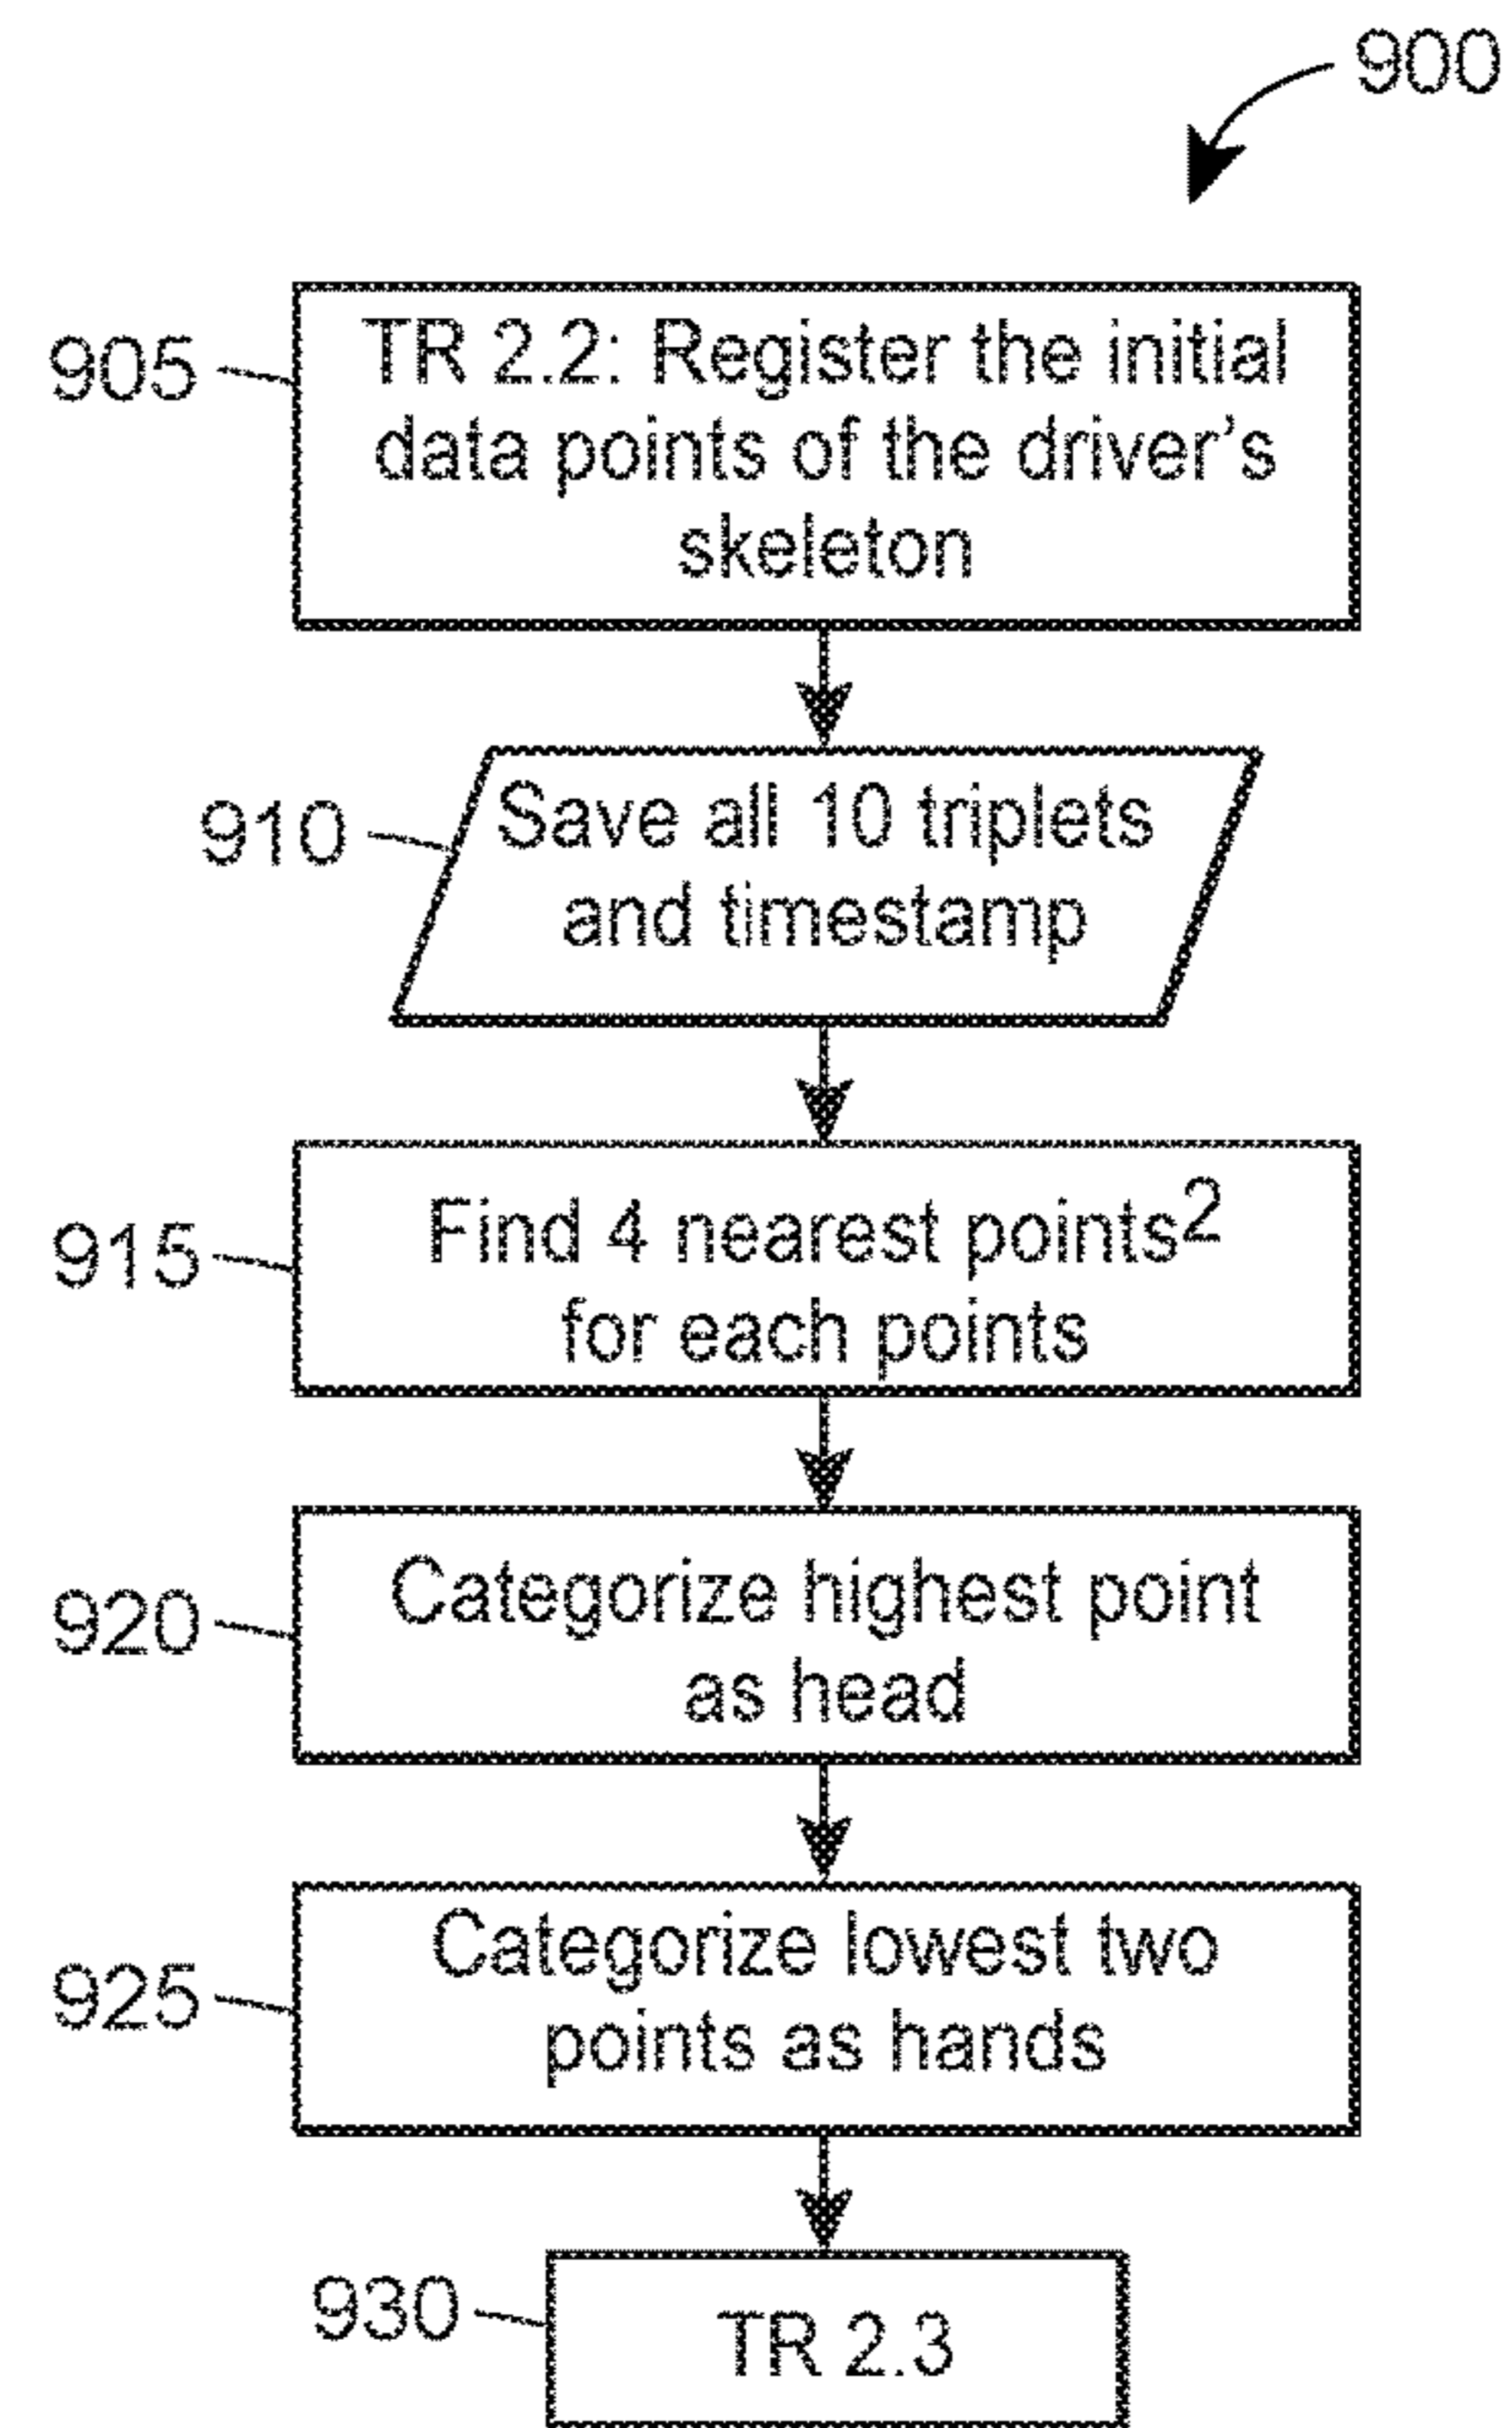 900
905
TR 2.2: Register the initial
data points of the driver's
skeleton
910
Save all 10 triplets
and timestamp
915
Find 4 nearest points2
for each points
920
Categorize highest point
as head
925
Categorize lowest two
points as hands
930
TR 2.3